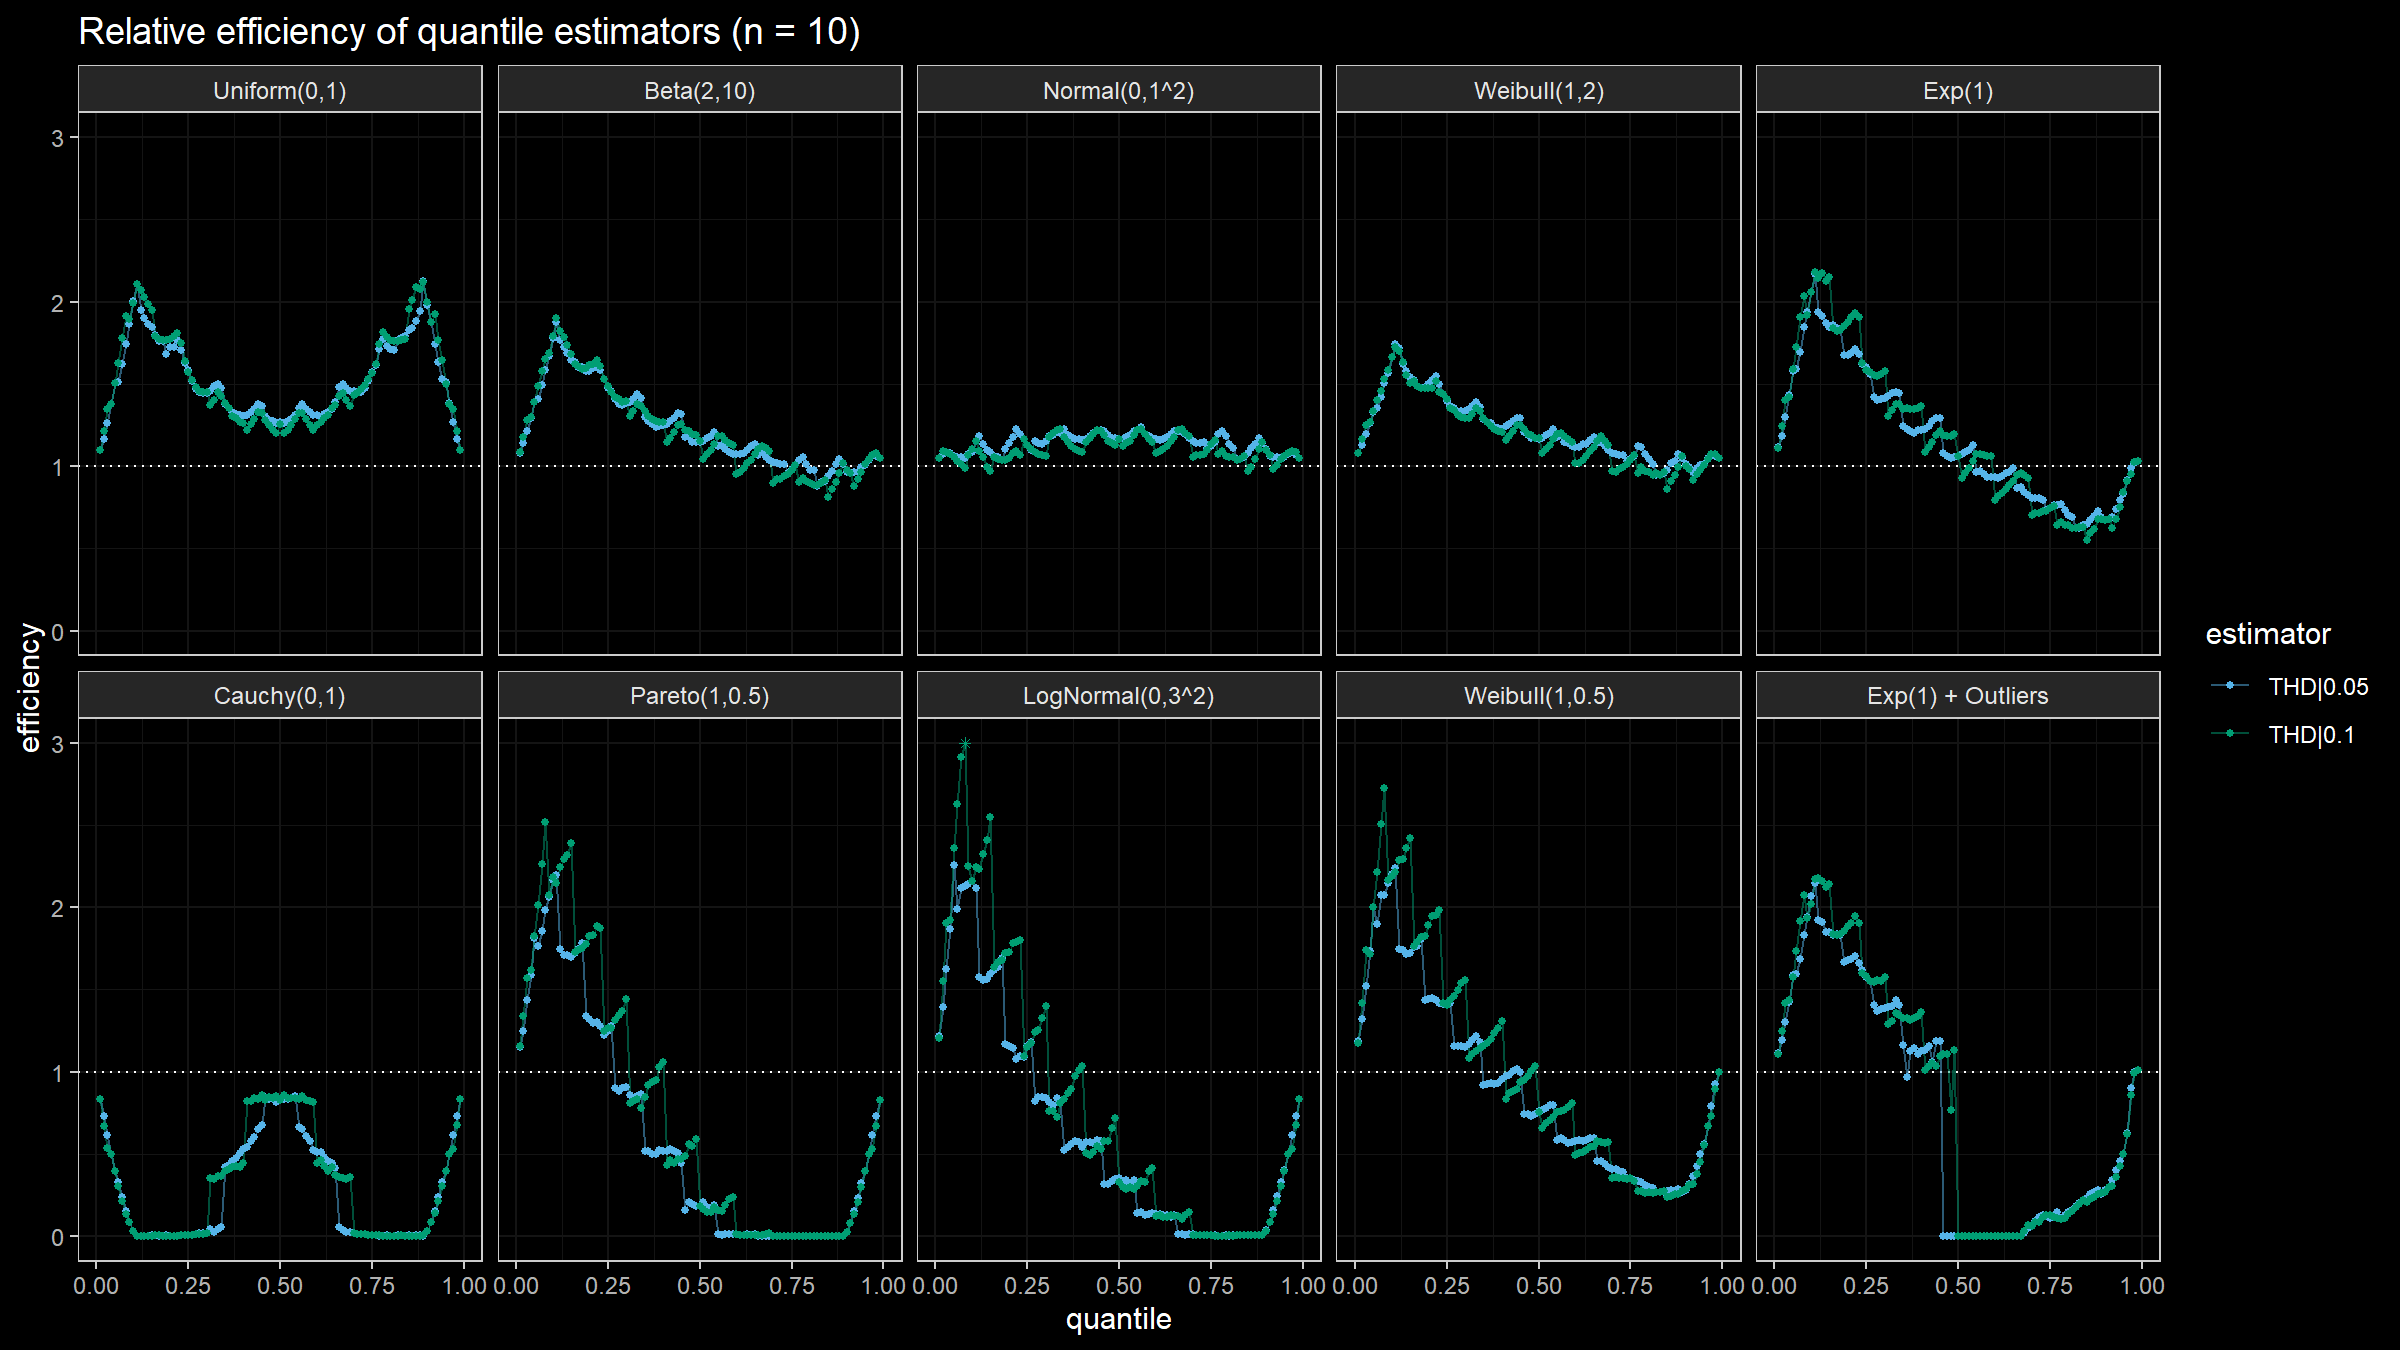 Relative efficiency of quantile estimators (n = 10)
Uniform(0,1)
Beta(2,10)
Normal(0,1^2)
Weibull(1,2)
Exp(1)
3
2
1
0
efficiency
Cauchy(0,1)
Pareto(1,0.5)
LogNormal(0,3^2)
Weibull(1,0.5)
Exp(1) + Outliers
3
2
1
0
0.00 0.25 0.50 0.75 1.00
0.00 0.25 0.50 0.75 1.00
0.00 0.25 0.50 0.75 1.00
0.00 0.25 0.50 0.75 1.00
0.00 0.25 0.50 0.75 1.00
quantile
estimator
THD|0.05
THD|0.1